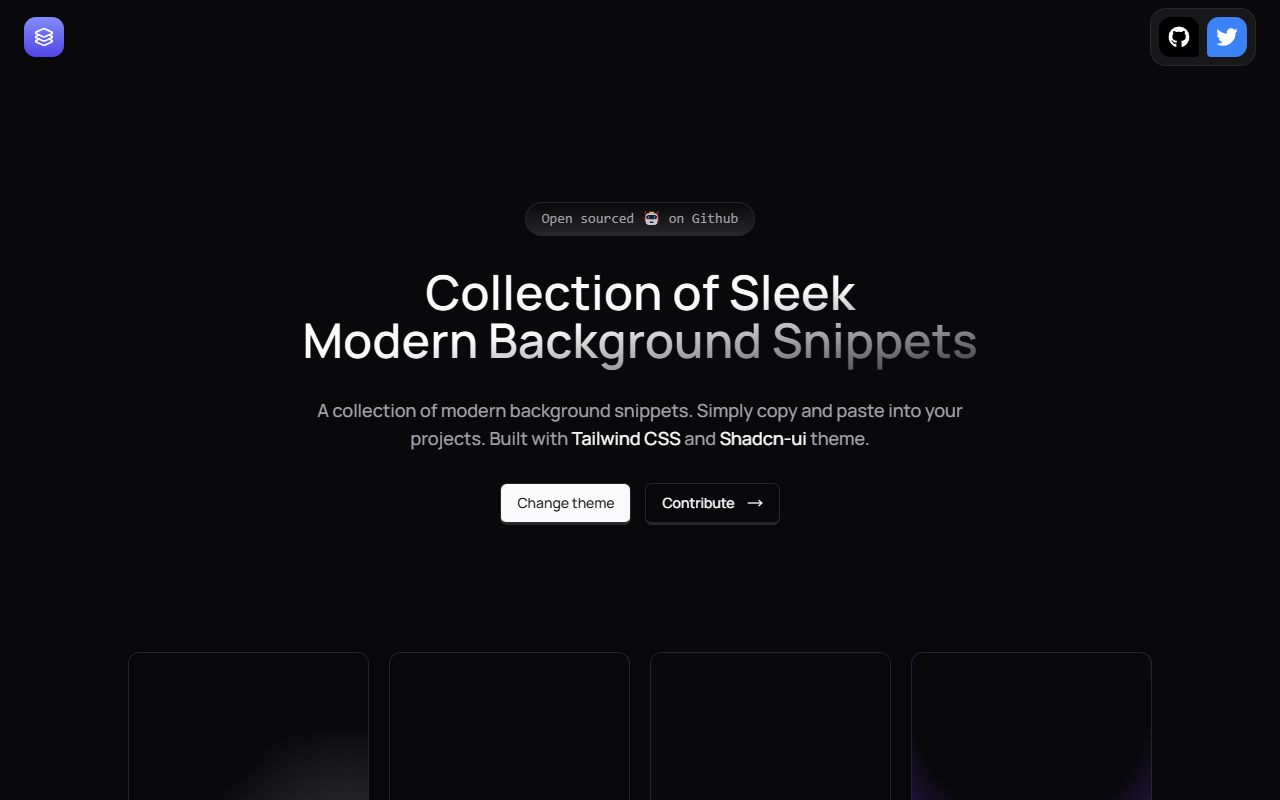 Open sourced 🤖 on Github
Collection of Sleek
Modern Background Snippets
A collection of modern background snippets. Simply copy and paste into your
projects. Built with Tailwind CSS and Shadcn-ui theme.
Change theme
Contribute →